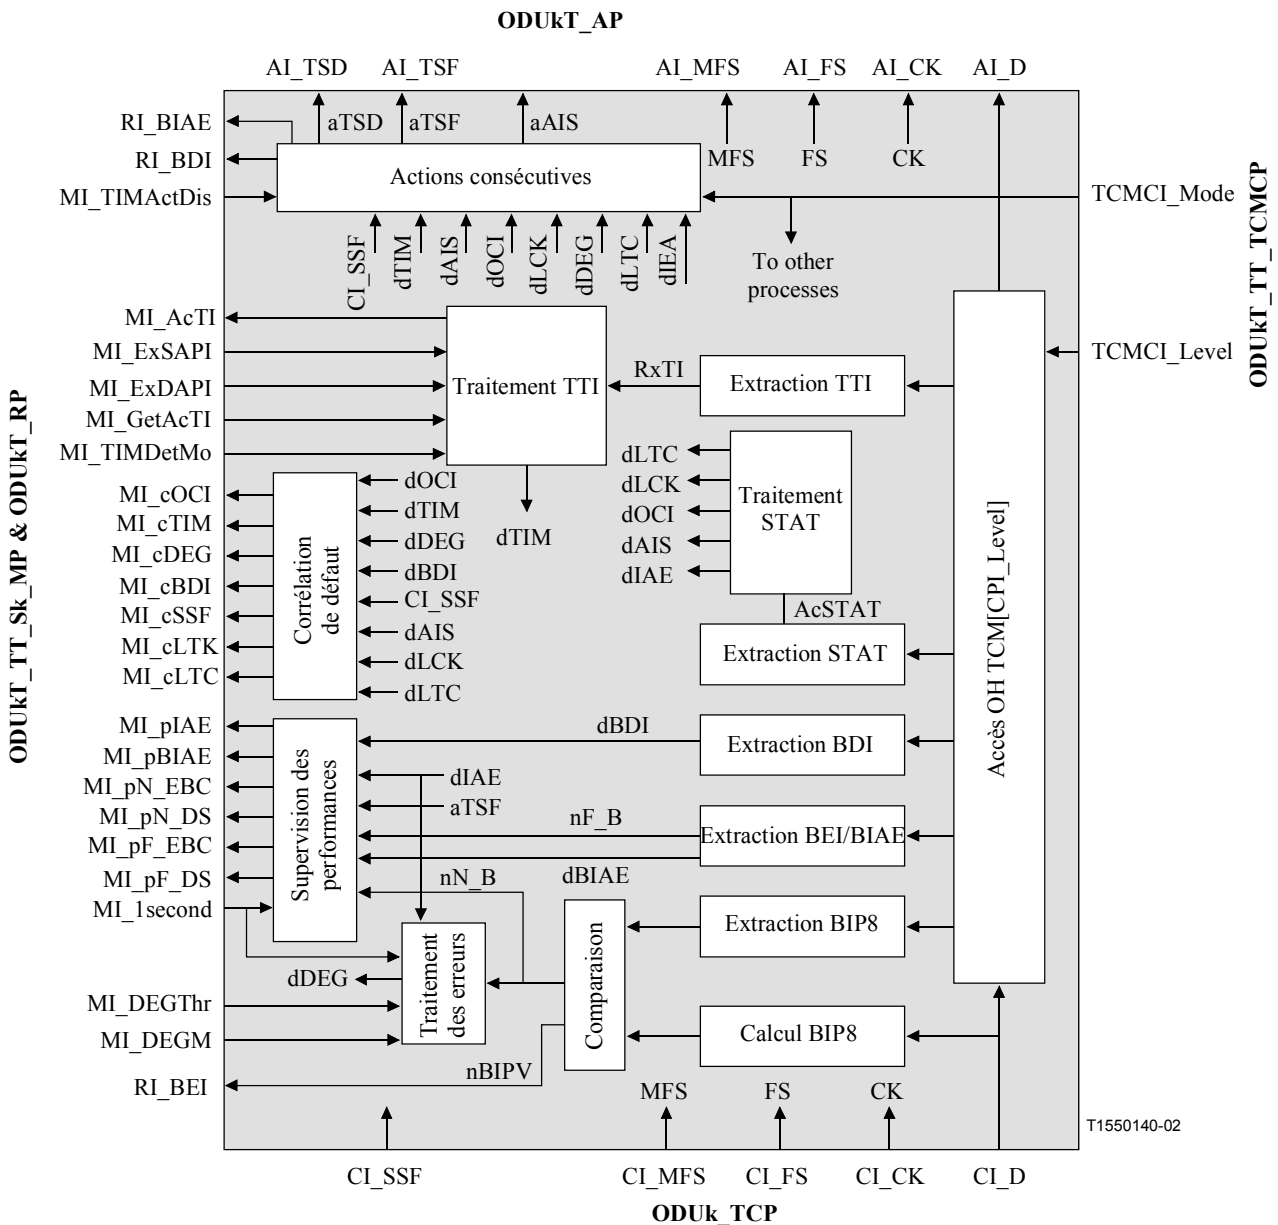 ODUkT_AP
AI_TSD
AI_TSF
AI_MFS
AI_FS
AI_CK
AI_D
RI_BIAE
aTSD
aTSF
aAIS
RI_BDI
MFS
FS
CK
Actions consécutives
MI_TIMActDis
TCMCI_Mode
ODUkT_TT_TCMCP
CI_SSF
dTIM
dAIS
dOCI
dLCK
dDEG
dLTC
dIEA
To other
processes
MI_AcTI
MI_ExSAPI
MI_ExDAPI
MI_GetAcTI
MI_TIMDetMo
Traitement TTI
RxTI
Extraction TTI
TCMCI_Level
ODUkT_TT_Sk_MP & ODUkT_RP
dTIM
dLTC
dLCK
dOCI
dAIS
dIAE
Traitement
STAT
AcSTAT
Extraction STAT
Accès OH TCM[CPI_Level]
MI_cOCI
MI_cTIM
MI_cDEG
MI_cBDI
MI_cSSF
MI_cLTK
MI_cLTC
Corrélation
de défaut
dOCI
dTIM
dDEG
dBDI
CI_SSF
dAIS
dLCK
dLTC
MI_pIAE
MI_pBIAE
MI_pN_EBC
MI_pN_DS
MI_pF_EBC
MI_pF_DS
MI_1second
Supervision des
performances
dBDI
Extraction BDI
dIAE
aTSF
nF_B
Extraction BEI/BIAE
dBIAE
nN_B
Extraction BIP8
Comparaison
Traitement
des erreurs
dDEG
MI_DEGThr
MI_DEGM
Calcul BIP8
nBIPV
RI_BEI
MFS
FS
CK
T1550140-02
CI_SSF
CI_MFS
CI_FS
CI_CK
CI_D
ODUk_TCP